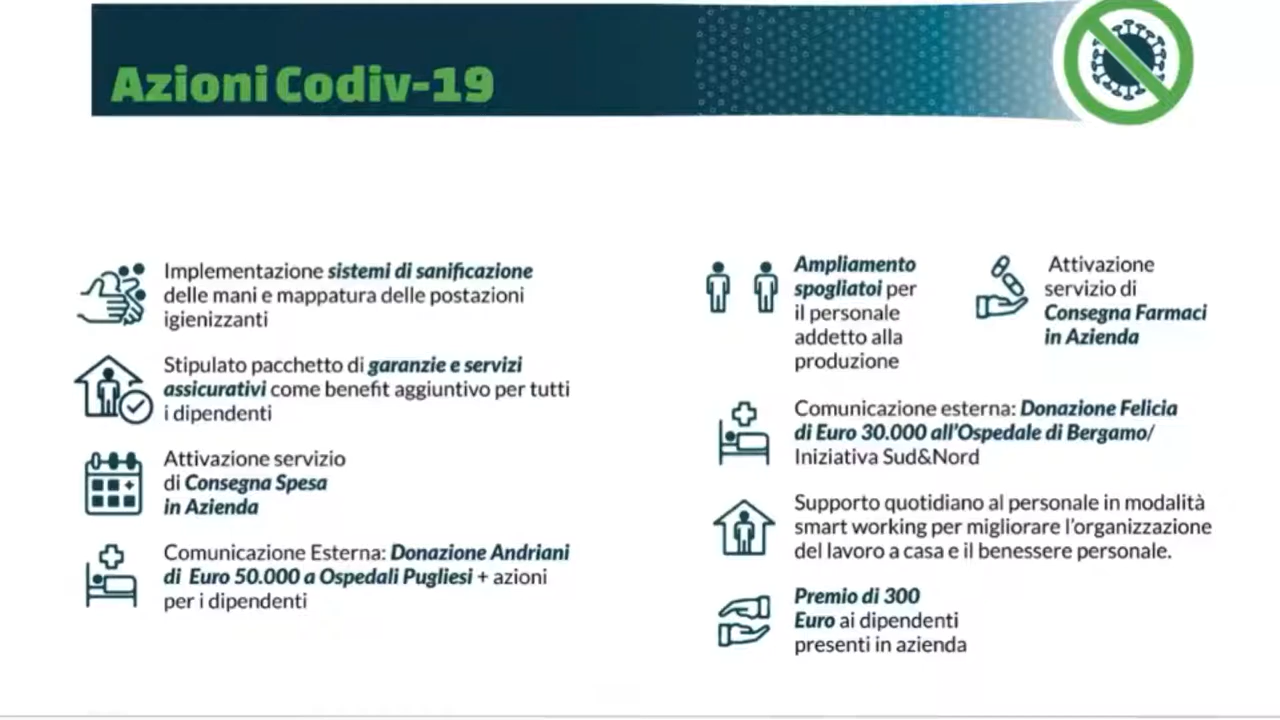 Azioni Codiv-19
Implementazione sistemi di sanificazione
delle mani e mappatura delle postazioni
igienizzanti
Stipulato pacchetto di garanzie e servizi
assicurativi come benefit aggiuntivo per tutti
i dipendenti
Attivazione servizio
di Consegna Spesa
in Azienda
Comunicazione Esterna: Donazione Andriani
di Euro 50.000 a Ospedali Pugliesi + azioni
per i dipendenti
Ampliamento
spogliatoi per
il personale
addetto alla
produzione
Attivazione
servizio di
Consegna Farmaci
in Azienda
Comunicazione esterna: Donazione Felicia
di Euro 30.000 all'Ospedale di Bergamo/
Iniziativa Sud&Nord
Supporto quotidiano al personale in modalità
smart working per migliorare l'organizzazione
del lavoro a casa e il benessere personale.
Premio di 300
Euro ai dipendenti
presenti in azienda